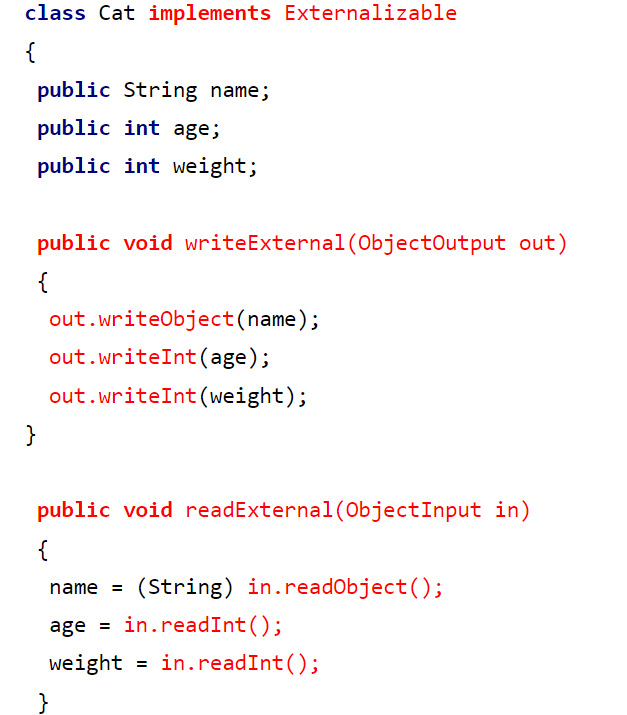 class Cat implements Externalizable
{
public String name;
public int age;
public int weight;
public void writeExternal(ObjectOutput out)
{
out.writeObject(name);
out.writeInt(age);
out.writeInt(weight);
}
public void readExternal(ObjectInput in)
{
name = (String) in.readObject();
age = in.readInt();
weight = in.readInt();
}